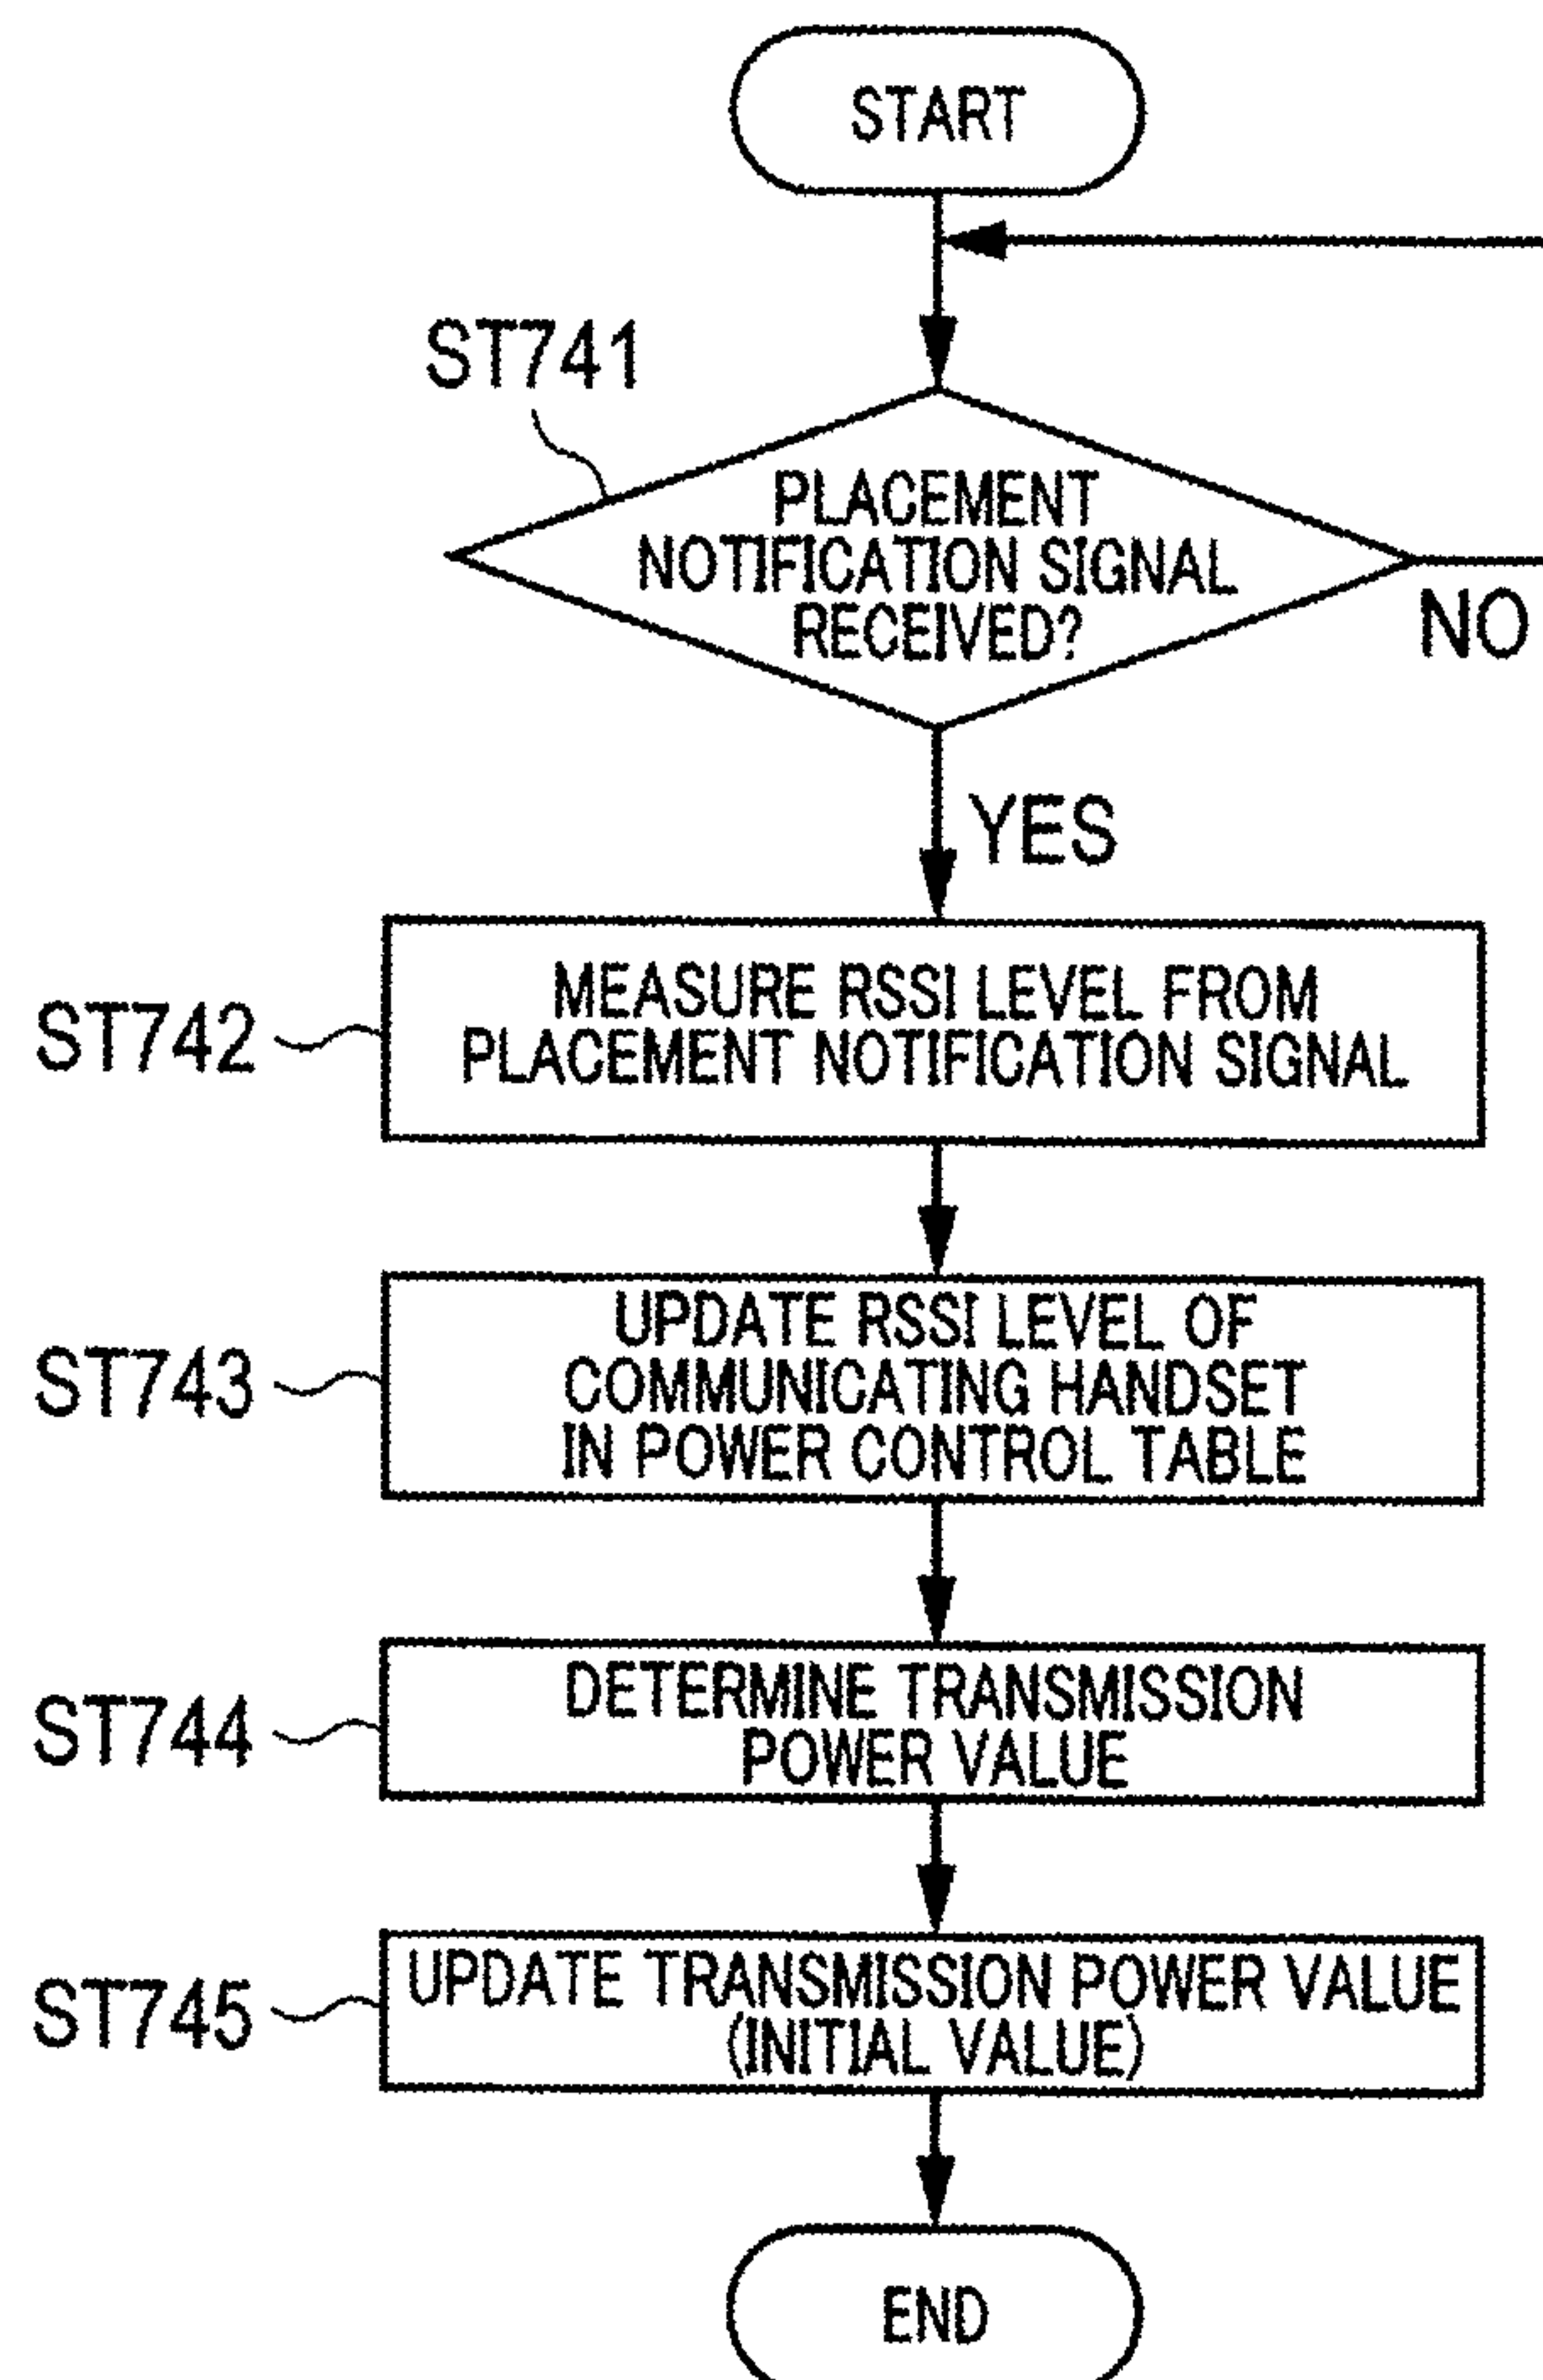 START
ST741
PLACEMENT
NOTIFICATION SIGNAL
RECEIVED?
NO
YES
ST742
MEASURE RSSI LEVEL FROM
PLACEMENT NOTIFICATION SIGNAL
ST743
UPDATE RSSI LEVEL OF
COMMUNICATING HANDSET
IN POWER CONTROL TABLE
ST744
DETERMINE TRANSMISSION
POWER VALUE
ST745
UPDATE TRANSMISSION POWER VALUE
(INITIAL VALUE)
END